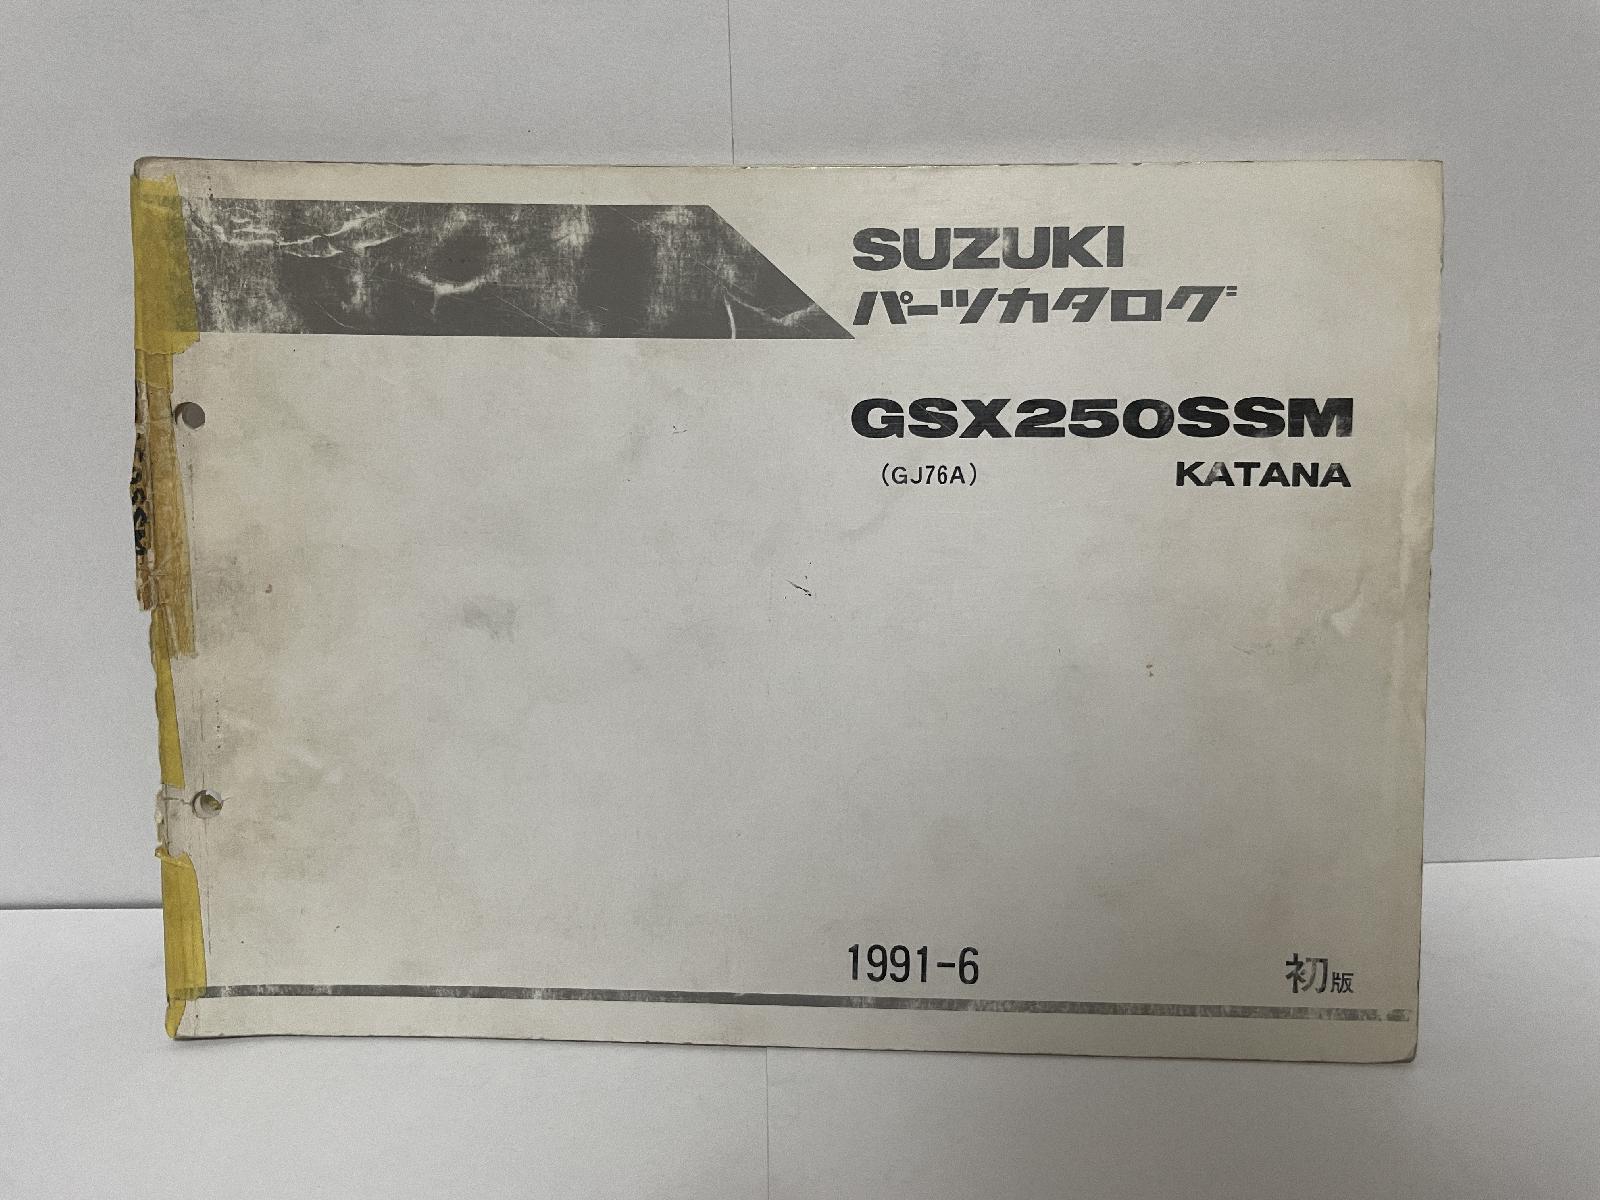 SUZUKI
パーツカタログ
GSX250SSM
(GJ76A) KATANA
1991-6 初版